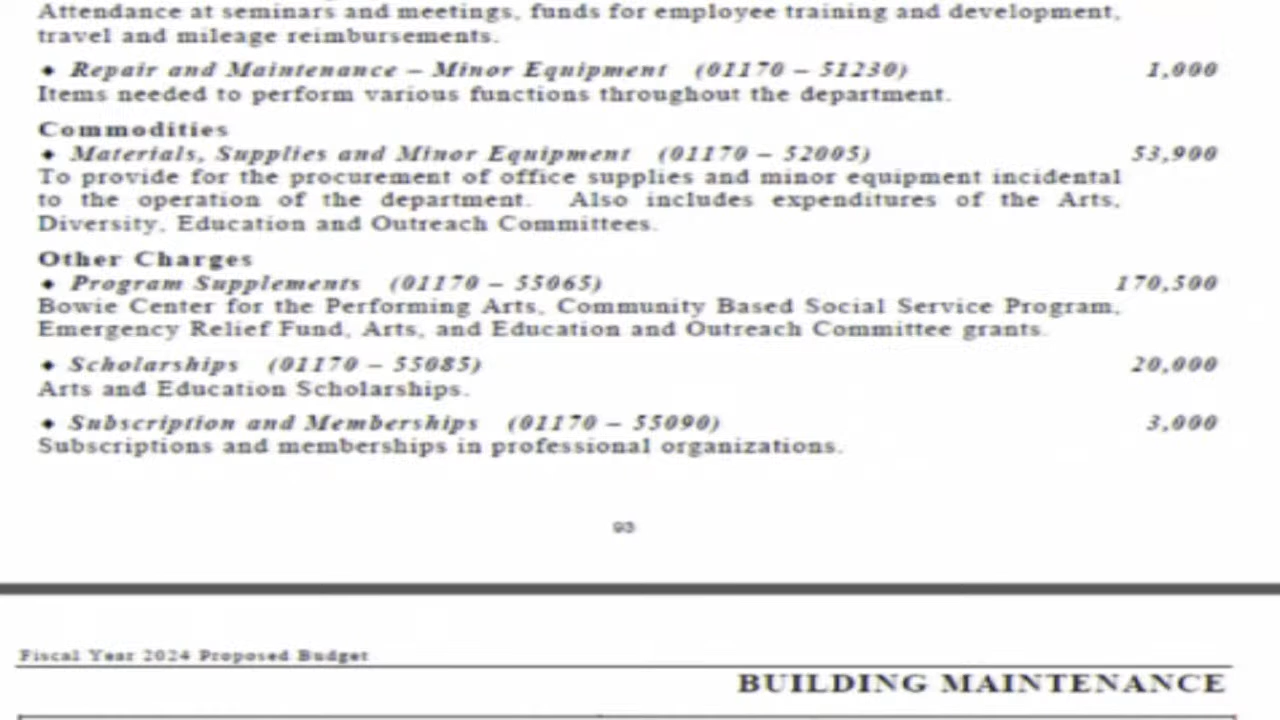 Attendance at seminars and meetings, funds for employee training and development,
travel and mileage reimbursements.
◆ Repair and Maintenance – Minor Equipment (01170 – 51230) 1,000
Items needed to perform various functions throughout the department.
Commodities
◆ Materials, Supplies and Minor Equipment (01170 – 52005) 53,900
To provide for the procurement of office supplies and minor equipment incidental
to the operation of the department. Also includes expenditures of the Arts,
Diversity, Education and Outreach Committees.
Other Charges
◆ Program Supplements (01170 – 55065) 170,500
Bowie Center for the Performing Arts, Community Based Social Service Program,
Emergency Relief Fund, Arts, and Education and Outreach Committee grants.
◆ Scholarships (01170 – 55085) 20,000
Arts and Education Scholarships.
◆ Subscription and Memberships (01170 – 55090) 3,000
Subscriptions and memberships in professional organizations.
93
Fiscal Year 2024 Proposed Budget
BUILDING MAINTENANCE